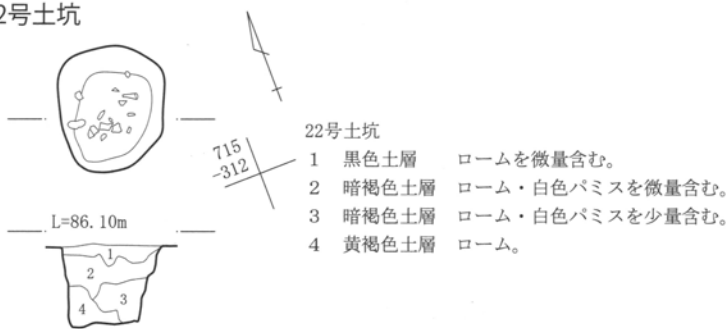 2号土坑
715
-312
22号土坑
1 黒色土層 ロームを微量含む。
2 暗褐色土層 ローム・白色パミスを微量含む。
3 暗褐色土層 ローム・白色パミスを少量含む。
4 黄褐色土層 ローム。
L=86.10m
1
2
3
4